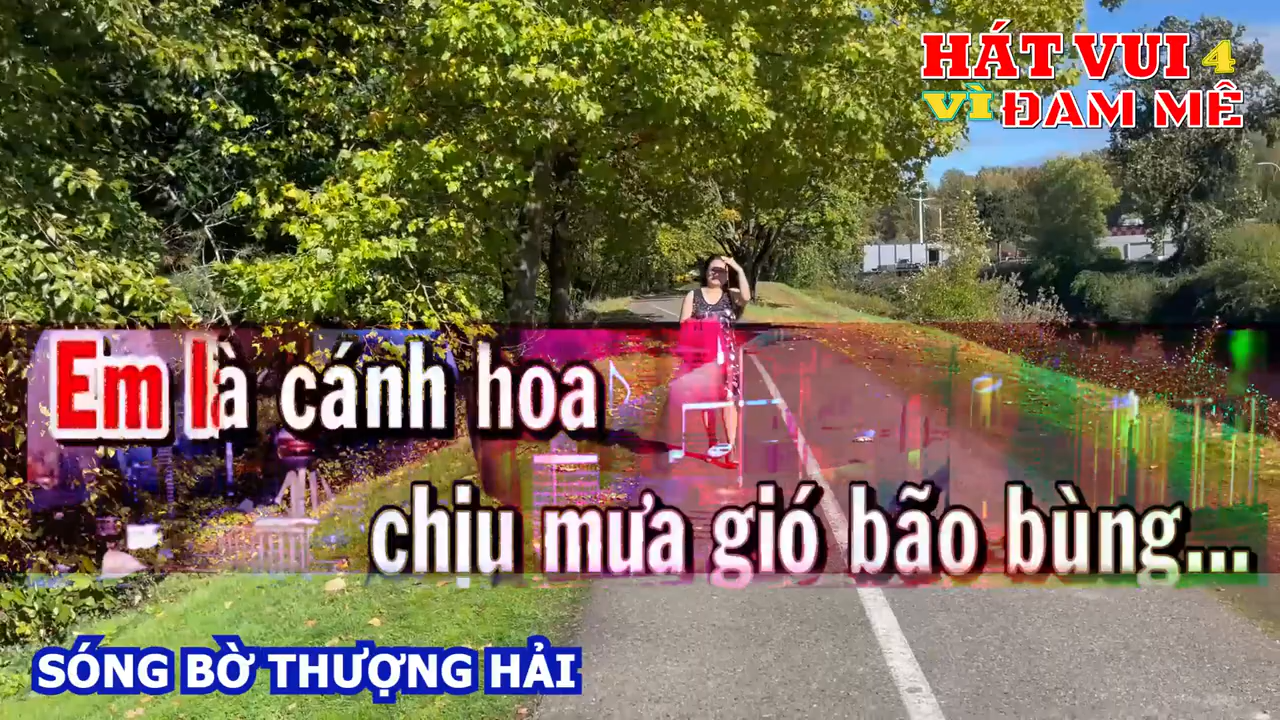 HÁT VUI 4
VÌ ĐAM MÊ
Em là cánh hoa
chịu mưa gió bão bùng...
SÓNG BỜ THƯỢNG HẢI